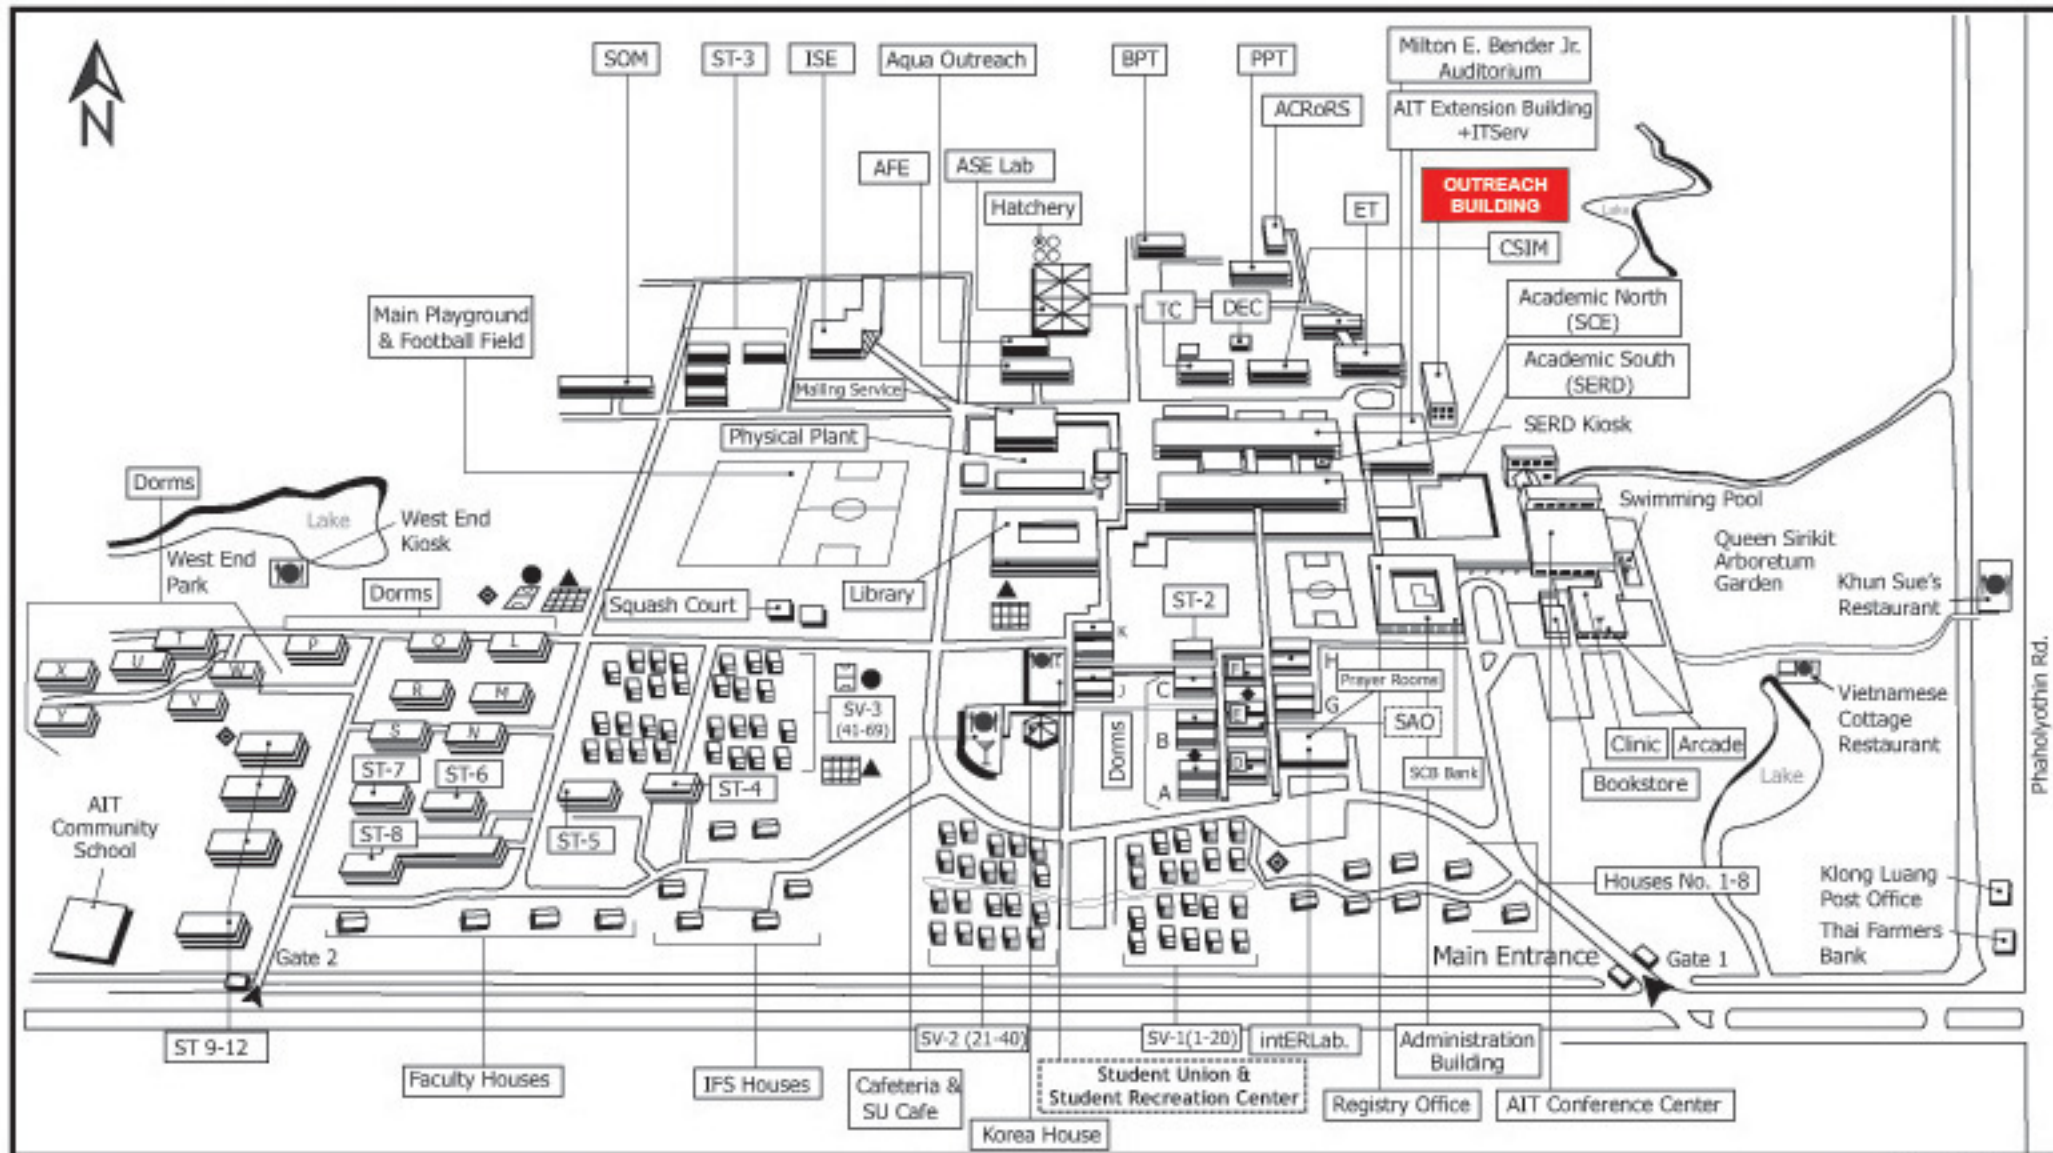 SOM
ST-3
ISE
Aqua Outreach
BPT
PPT
Milton E. Bender Jr.
Auditorium
ACRoRS
AIT Extension Building
+ITServ
AFE
ASE Lab
OUTREACH
BUILDING
Hatchery
ET
Lake
CSIM
N
Main Playground
& Football Field
TC
DEC
Academic North
(SCE)
Academic South
(SERD)
Mailing Service
Physical Plant
SERD Kiosk
Dorms
Lake
West End
Kiosk
Swimming Pool
West End
Park
Queen Sirikit
Arboretum
Garden
Khun Sue's
Restaurant
Dorms
Squash Court
Library
ST-2
Phaholyothin Rd.
T
P
O
L
K
X
U
W
F
H
Prayer Rooms
R
M
J
C
G
V
Y
SV-3
(41-69)
E
SAO
Vietnamese
Cottage
Restaurant
S
N
Dorms
B
Clinic
Arcade
ST-7
ST-6
D
SCB Bank
Lake
ST-4
A
Bookstore
AIT
Community
School
ST-8
ST-5
Houses No. 1-8
Klong Luang
Post Office
Thai Farmers
Bank
Gate 2
Main Entrance
Gate 1
ST 9-12
SV-2 (21-40)
SV-1(1-20)
intERLab.
Administration
Building
Faculty Houses
IFS Houses
Cafeteria &
SU Cafe
Student Union &
Student Recreation Center
Registry Office
AIT Conference Center
Korea House